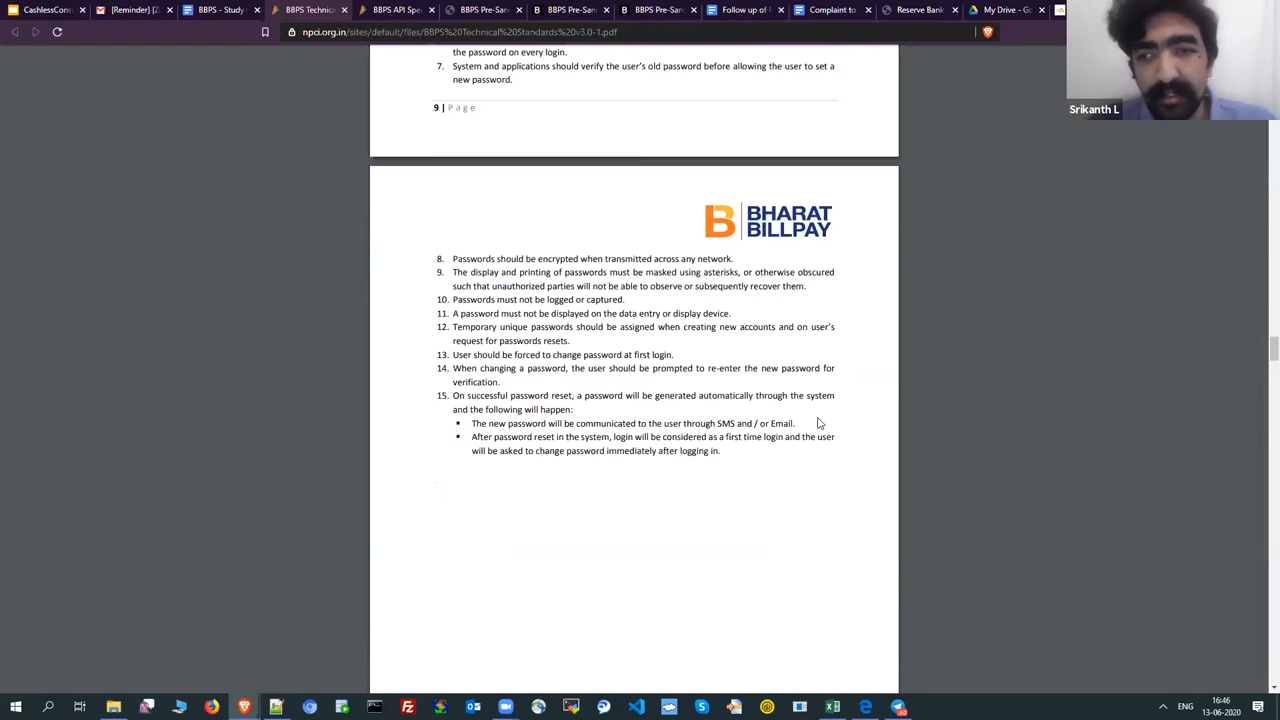 CashlessConsu
[Reminder] [Za
BBPS - Study -
BBPS Technic
BBPS API Spe
BBPS Pre-San
BBPS Pre-San
BBPS Pre-San
Follow up of I
Complaint to
Reserve Bank
My Drive - Go
npci.org.in/sites/default/files/BBPS%20Technical%20Standards%20v3.0-1.pdf
the password on every login.
7. System and applications should verify the user's old password before allowing the user to set a
new password.
9 | Page
Srikanth L
B BHARAT
BILLPAY
8. Passwords should be encrypted when transmitted across any network.
9. The display and printing of passwords must be masked using asterisks, or otherwise obscured
such that unauthorized parties will not be able to observe or subsequently recover them.
10. Passwords must not be logged or captured.
11. A password must not be displayed on the data entry or display device.
12. Temporary unique passwords should be assigned when creating new accounts and on user's
request for passwords resets.
13. User should be forced to change password at first login.
14. When changing a password, the user should be prompted to re-enter the new password for
verification.
15. On successful password reset, a password will be generated automatically through the system
and the following will happen:
▪ The new password will be communicated to the user through SMS and / or Email.
▪ After password reset in the system, login will be considered as a first time login and the user
will be asked to change password immediately after logging in.
ENG
16:46
13-06-2020